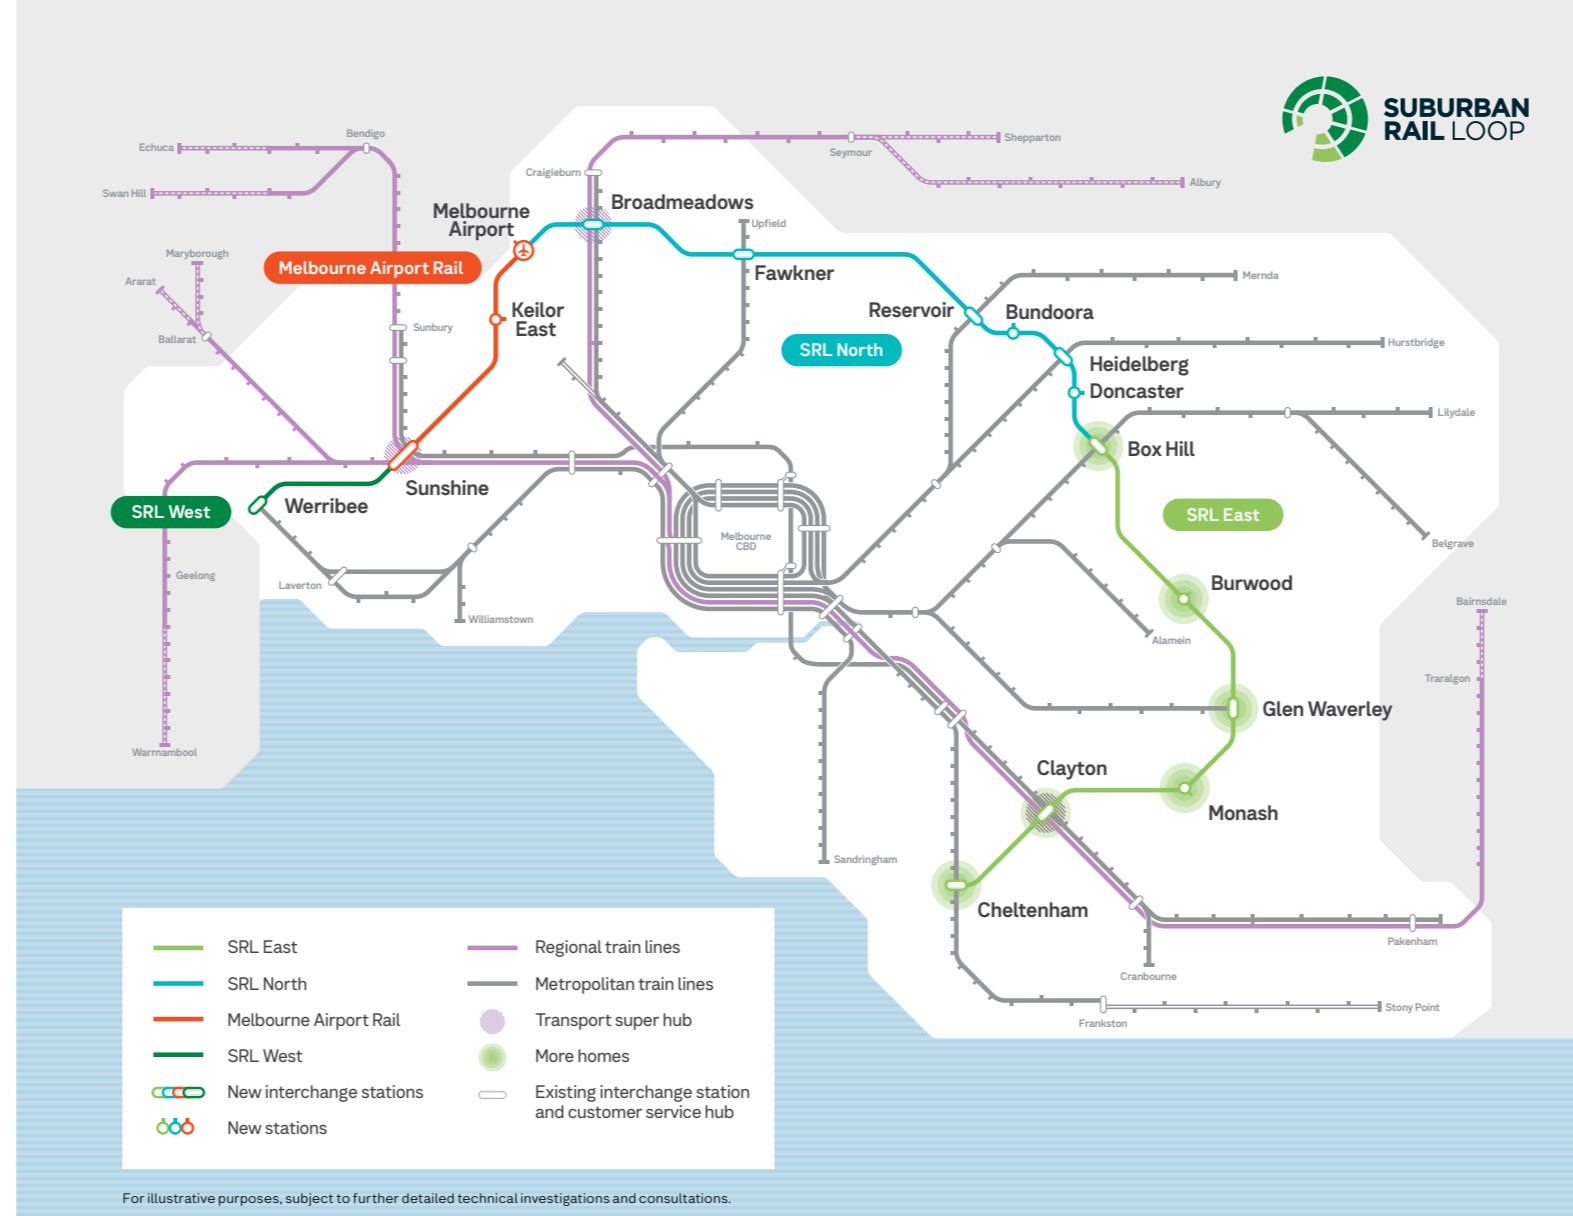 SUBURBAN
RAIL LOOP
Bendigo
Echuca
Swan Hill
Craigieburn
Seymour
Shepparton
Albury
Melbourne
Airport
Broadmeadows
Upfield
Maryborough
Melbourne Airport Rail
Fawkner
Mernda
Ararat
Keilor
East
Reservoir
Bundoora
Sunbury
Ballarat
SRL North
Hurstbridge
Heidelberg
Doncaster
Lilydale
Box Hill
Sunshine
Werribee
SRL West
SRL East
Melbourne
CBD
Belgrave
Geelong
Laverton
Burwood
Bairnsdale
Williamstown
Alamein
Traralgon
Glen Waverley
Warrnambool
Clayton
Monash
Sandringham
Cheltenham
Pakenham
Cranbourne
Stony Point
Frankston
SRL East
SRL North
Melbourne Airport Rail
SRL West
New interchange stations
New stations
Regional train lines
Metropolitan train lines
Transport super hub
More homes
Existing interchange station
and customer service hub
For illustrative purposes, subject to further detailed technical investigations and consultations.